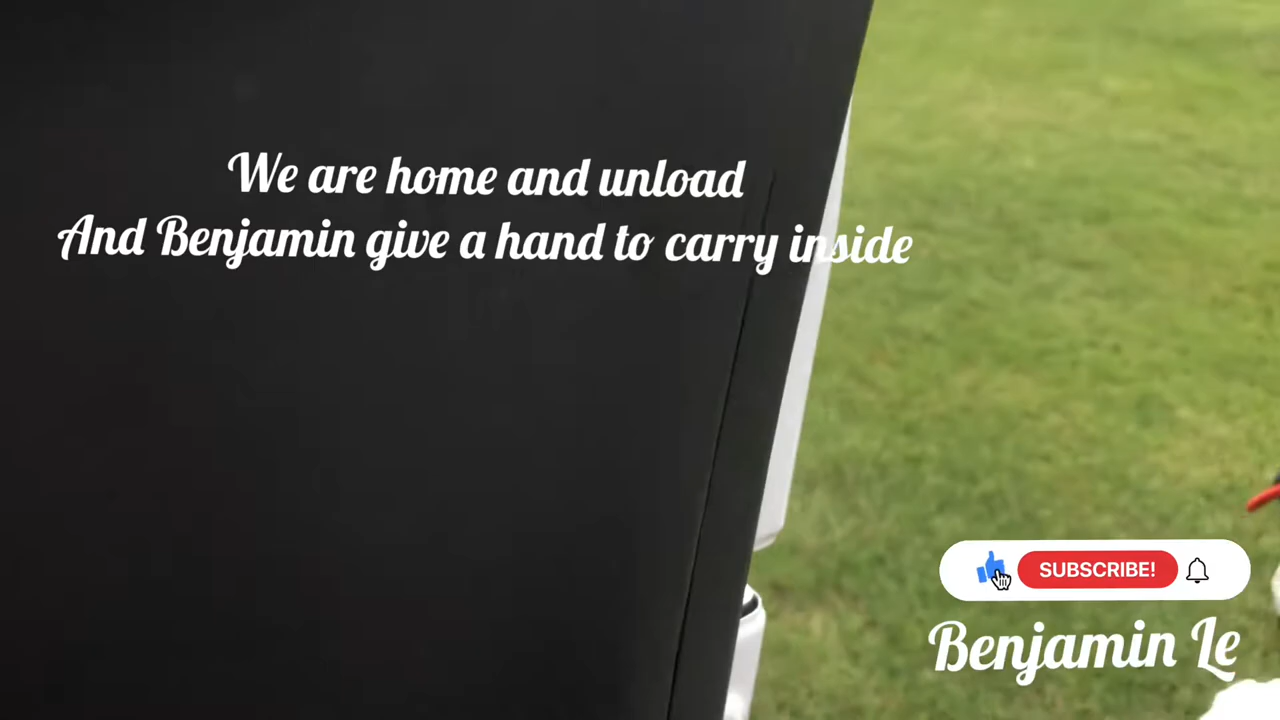 We are home and unload
And Benjamin give a hand to carry inside
SUBSCRIBE!
Benjamin Le